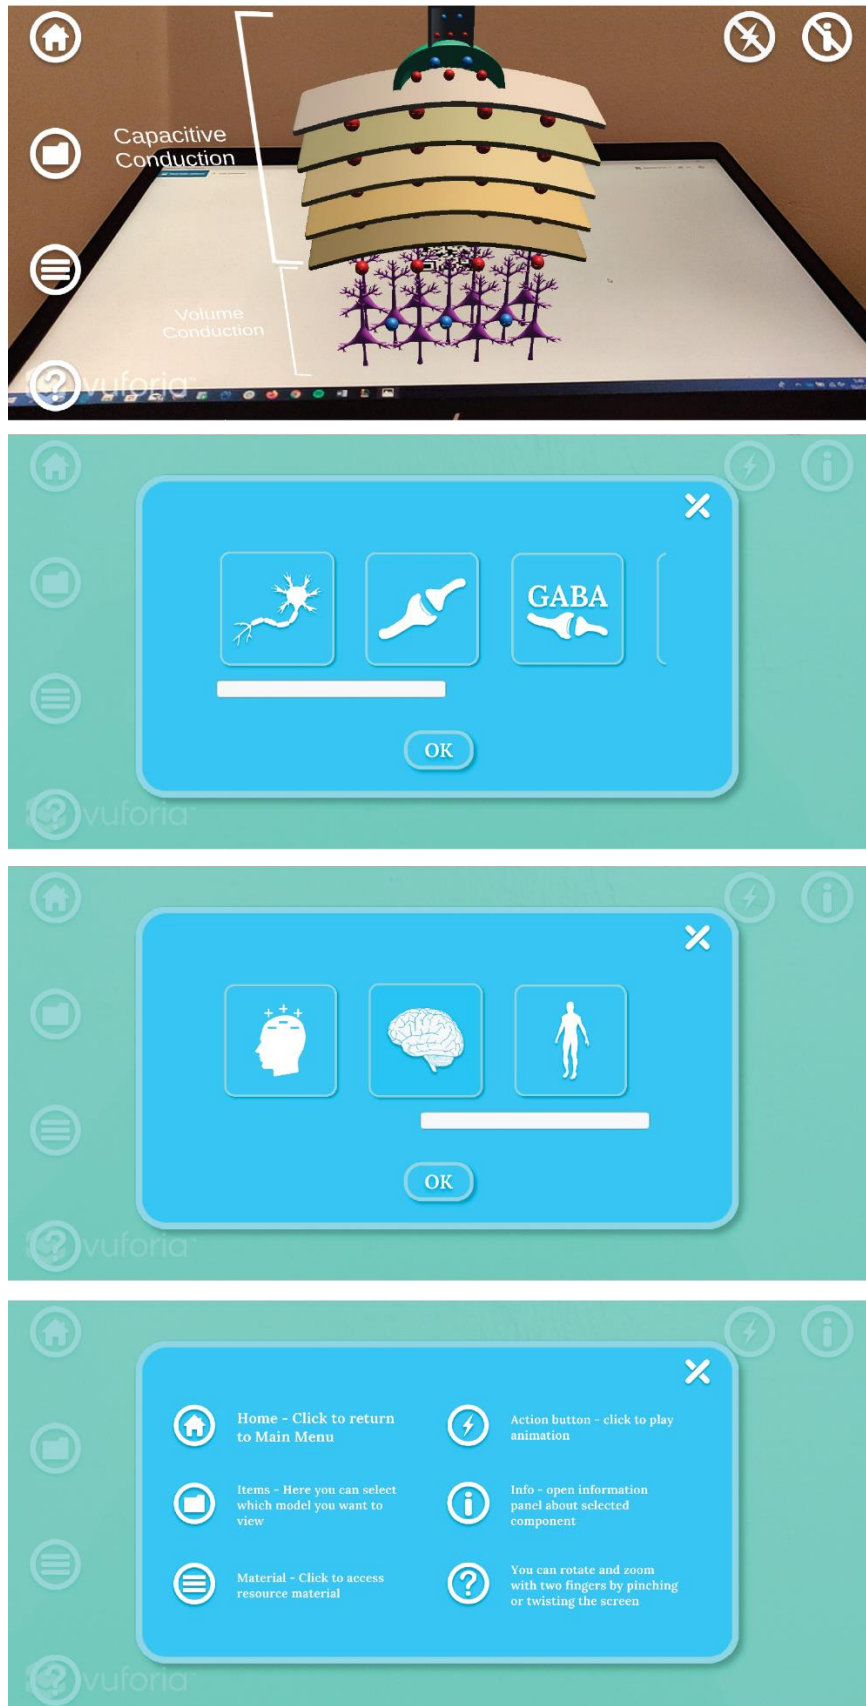 Capacitive
Conduction
Volume
Conduction
vuforia
GABA
OK
vuforia
OK
vuforia
Home - Click to return
to Main Menu
Items - Here you can select
which model you want to
view
Material - Click to access
resource material
Action button - click to play
animation
Info - open information
panel about selected
component
You can rotate and zoom
with two fingers by pinching
or twisting the screen
vuforia